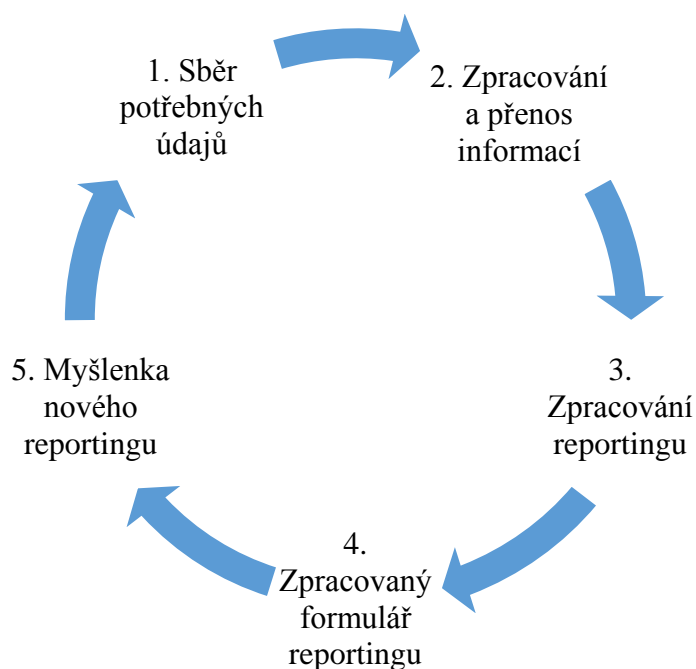 1. Sběr
potřebných
údajů
2. Zpracování
a přenos
informací
3.
Zpracování
reportingu
4.
Zpracovaný
formulář
reportingu
5. Myšlenka
nového
reportingu